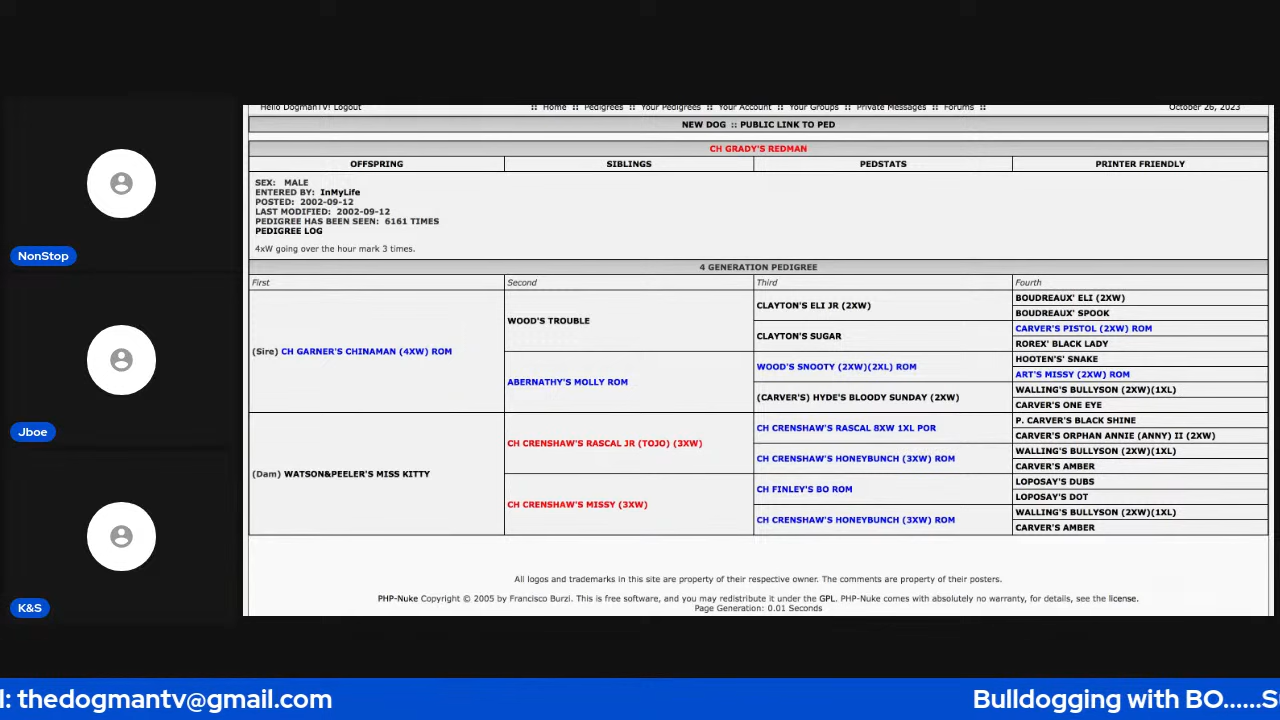 Hello DogmanTV! Logout :: Home :: Pedigrees :: Your Pedigrees :: Your Account :: Your Groups :: Private Messages :: Forums :: October 26, 2023
NEW DOG :: PUBLIC LINK TO PED
CH GRADY'S REDMAN
OFFSPRING SIBLINGS PEDSTATS PRINTER FRIENDLY
SEX: MALE
ENTERED BY: InMyLife
POSTED: 2002-09-12
LAST MODIFIED: 2002-09-12
PEDIGREE HAS BEEN SEEN: 6161 TIMES
PEDIGREE LOG
4xW going over the hour mark 3 times.
4 GENERATION PEDIGREE
First Second Third Fourth
(Sire) CH GARNER'S CHINAMAN (4XW) ROM
WOOD'S TROUBLE
CLAYTON'S ELI JR (2XW)
BOUDREAUX' ELI (2XW)
BOUDREAUX' SPOOK
CLAYTON'S SUGAR
CARVER'S PISTOL (2XW) ROM
ROREX' BLACK LADY
ABERNATHY'S MOLLY ROM
WOOD'S SNOOTY (2XW)(2XL) ROM
HOOTEN'S' SNAKE
ART'S MISSY (2XW) ROM
(CARVER'S) HYDE'S BLOODY SUNDAY (2XW)
WALLING'S BULLYSON (2XW)(1XL)
CARVER'S ONE EYE
(Dam) WATSON&PEELER'S MISS KITTY
CH CRENSHAW'S RASCAL JR (TOJO) (3XW)
CH CRENSHAW'S RASCAL 8XW 1XL POR
P. CARVER'S BLACK SHINE
CARVER'S ORPHAN ANNIE (ANNY) II (2XW)
CH CRENSHAW'S HONEYBUNCH (3XW) ROM
WALLING'S BULLYSON (2XW)(1XL)
CARVER'S AMBER
CH CRENSHAW'S MISSY (3XW)
CH FINLEY'S BO ROM
LOPOSAY'S DUBS
LOPOSAY'S DOT
CH CRENSHAW'S HONEYBUNCH (3XW) ROM
WALLING'S BULLYSON (2XW)(1XL)
CARVER'S AMBER
All logos and trademarks in this site are property of their respective owner. The comments are property of their posters.
PHP-Nuke Copyright © 2005 by Francisco Burzi. This is free software, and you may redistribute it under the GPL. PHP-Nuke comes with absolutely no warranty, for details, see the license.
Page Generation: 0.01 Seconds
NonStop
Jboe
K&S
l: thedogmantv@gmail.com Bulldogging with BO......S